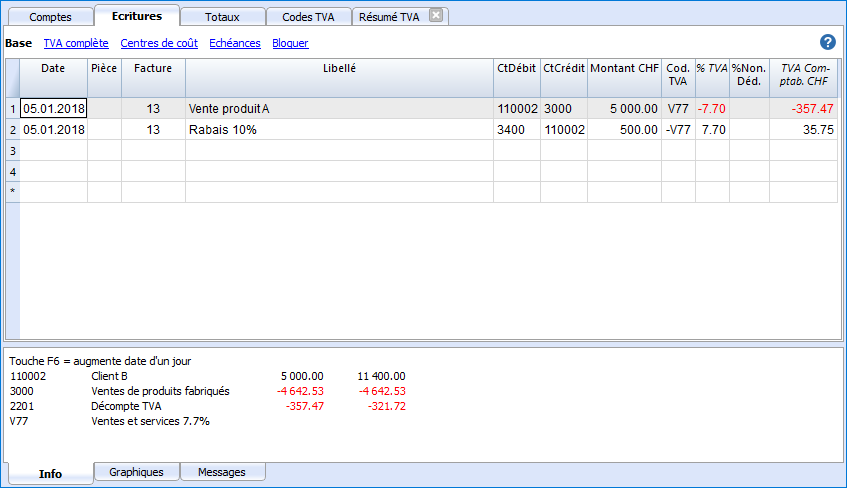 Comptes Ecritures Totaux Codes TVA Résumé TVA
Base TVA complète Centres de coût Echéances Bloquer ?
Date Pièce Facture Libellé CtDébit CtCrédit Montant CHF Cod. TVA % TVA %Non. Déd. TVA Com- ptab. CHF
1 05.01.2018 13 Vente produit A 110002 3000 5 000.00 V77 -7.70 -357.47
2 05.01.2018 13 Rabais 10% 3400 110002 500.00 -V77 7.70 35.75
3
4
*
Touche F6 = augmente date d'un jour
110002 Client B 5 000.00 11 400.00
3000 Ventes de produits fabriqués -4 642.53 -4 642.53
2201 Décompte TVA -357.47 -321.72
V77 Ventes et services 7.7%
Info Graphiques Messages